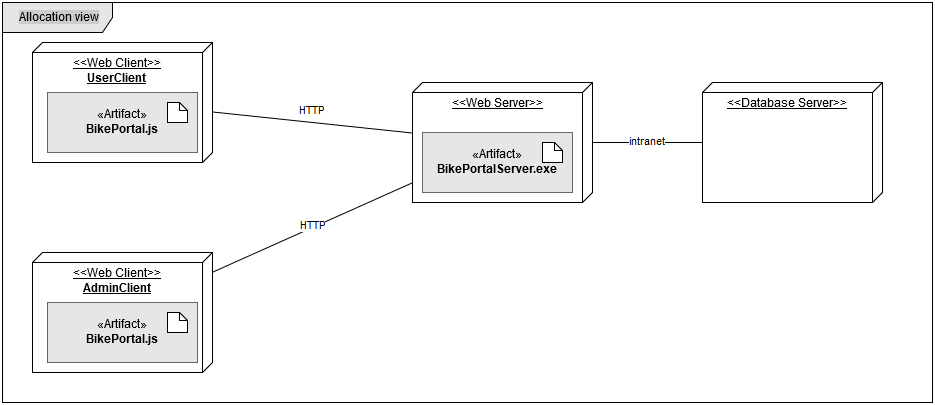 Allocation view
<<Web Client>>
UserClient
«Artifact»
BikePortal.js
HTTP
<<Web Server>>
«Artifact»
BikePortalServer.exe
intranet
<<Database Server>>
HTTP
<<Web Client>>
AdminClient
«Artifact»
BikePortal.js